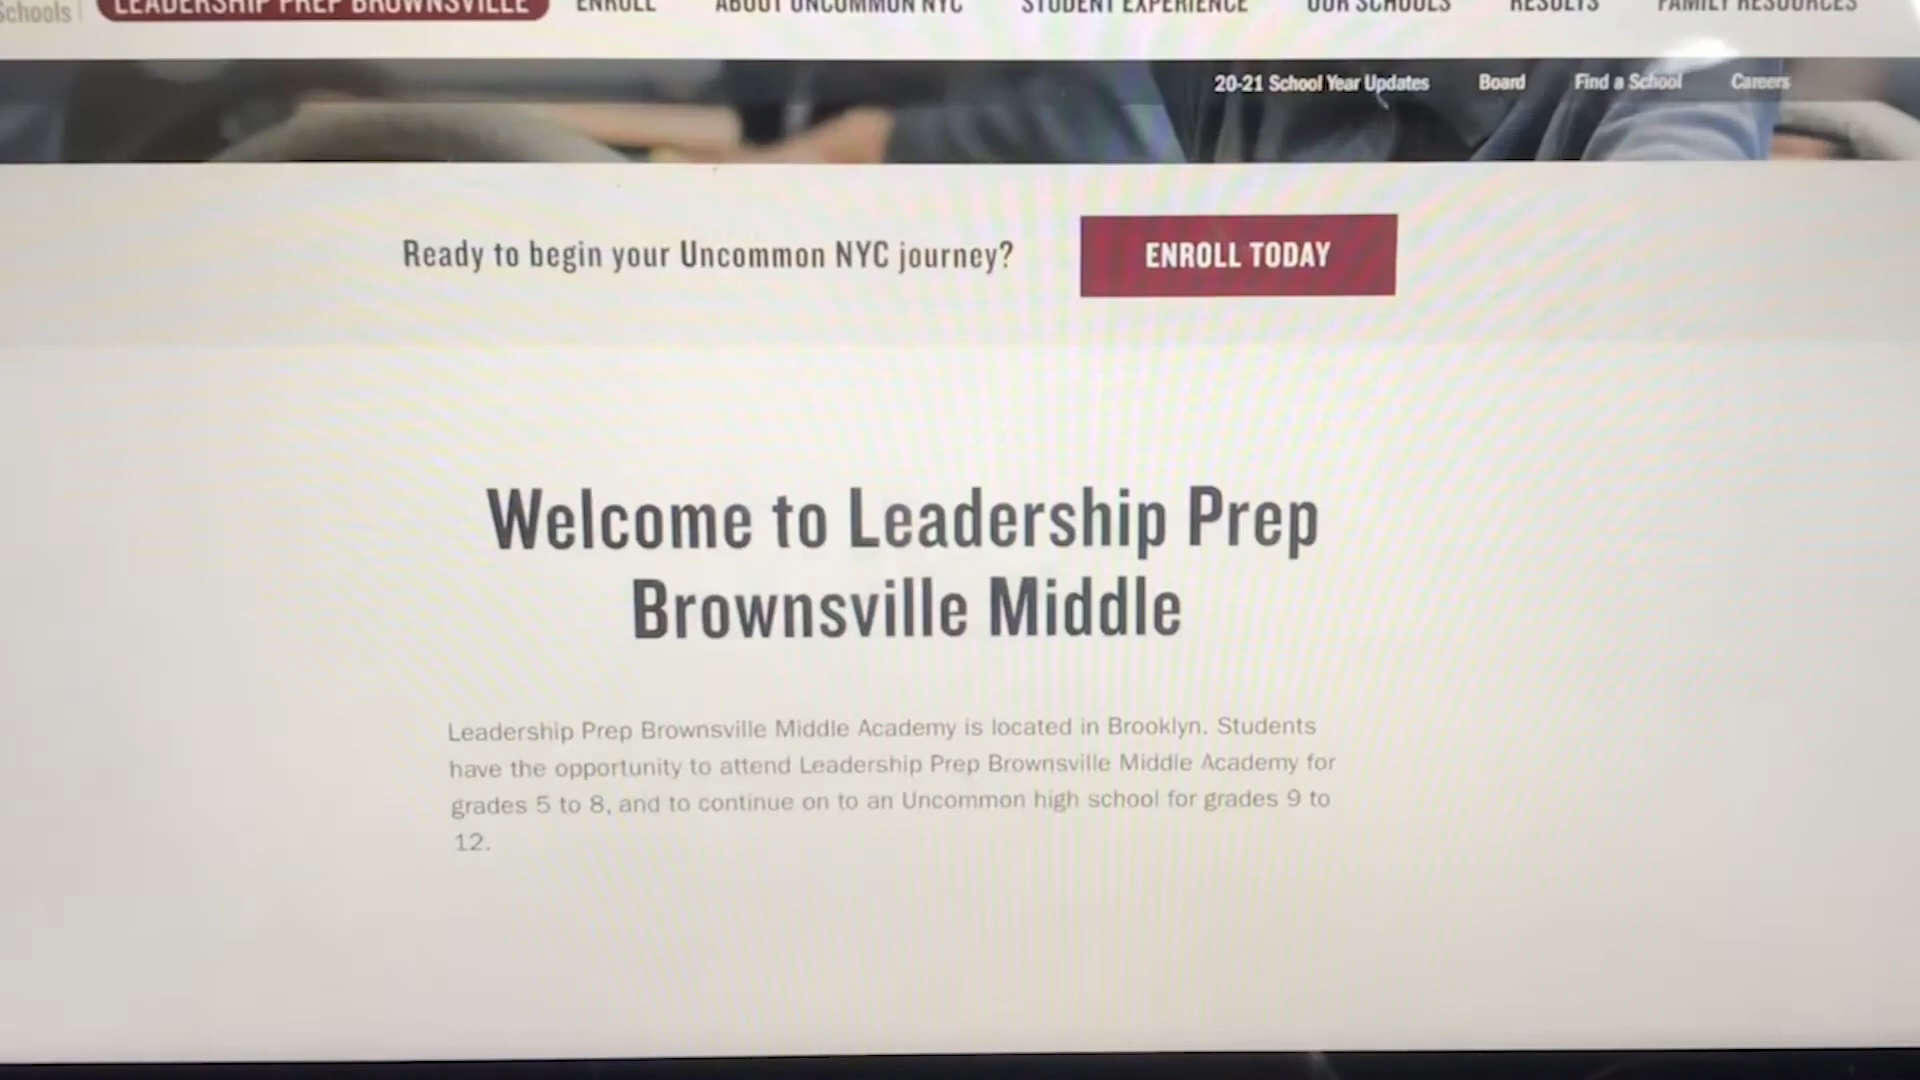 Schools
LEADERSHIP PREP BROWNSVILLE
ENROLL
ABOUT UNCOMMON NYC
STUDENT EXPERIENCE
OUR SCHOOLS
RESULTS
FAMILY RESOURCES
20-21 School Year Updates
Board
Find a School
Careers
Ready to begin your Uncommon NYC journey?
ENROLL TODAY
Welcome to Leadership Prep
Brownsville Middle
Leadership Prep Brownsville Middle Academy is located in Brooklyn. Students
have the opportunity to attend Leadership Prep Brownsville Middle Academy for
grades 5 to 8, and to continue on to an Uncommon high school for grades 9 to
12.